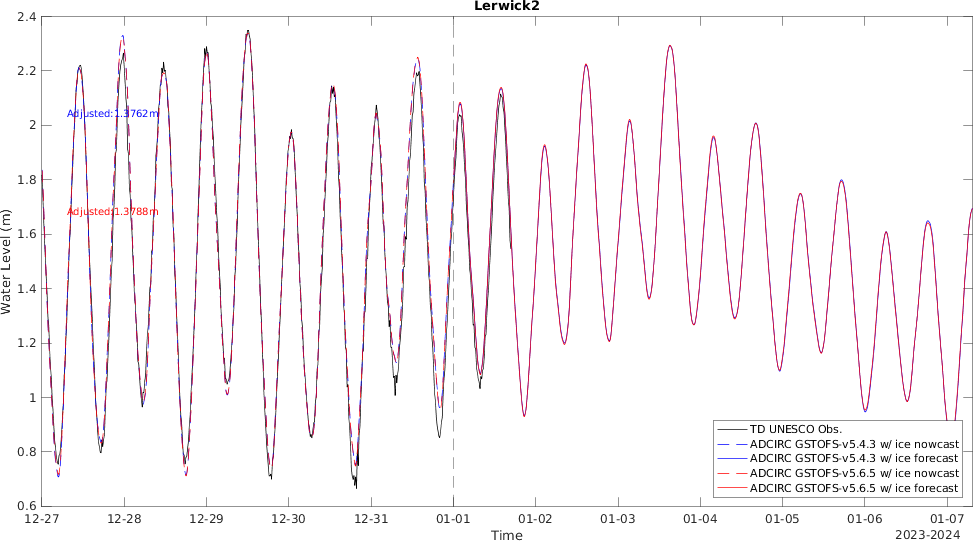 Lerwick2
2.4
2.2
2
1.8
1.6
1.4
1.2
1
0.8
0.6
Water Level (m)
Adjusted:1.3762m
Adjusted:1.3788m
TD UNESCO Obs.
ADCIRC GSTOFS-v5.4.3 w/ ice nowcast
ADCIRC GSTOFS-v5.4.3 w/ ice forecast
ADCIRC GSTOFS-v5.6.5 w/ ice nowcast
ADCIRC GSTOFS-v5.6.5 w/ ice forecast
12-27 12-28 12-29 12-30 12-31 01-01 01-02 01-03 01-04 01-05 01-06 01-07
Time
2023-2024